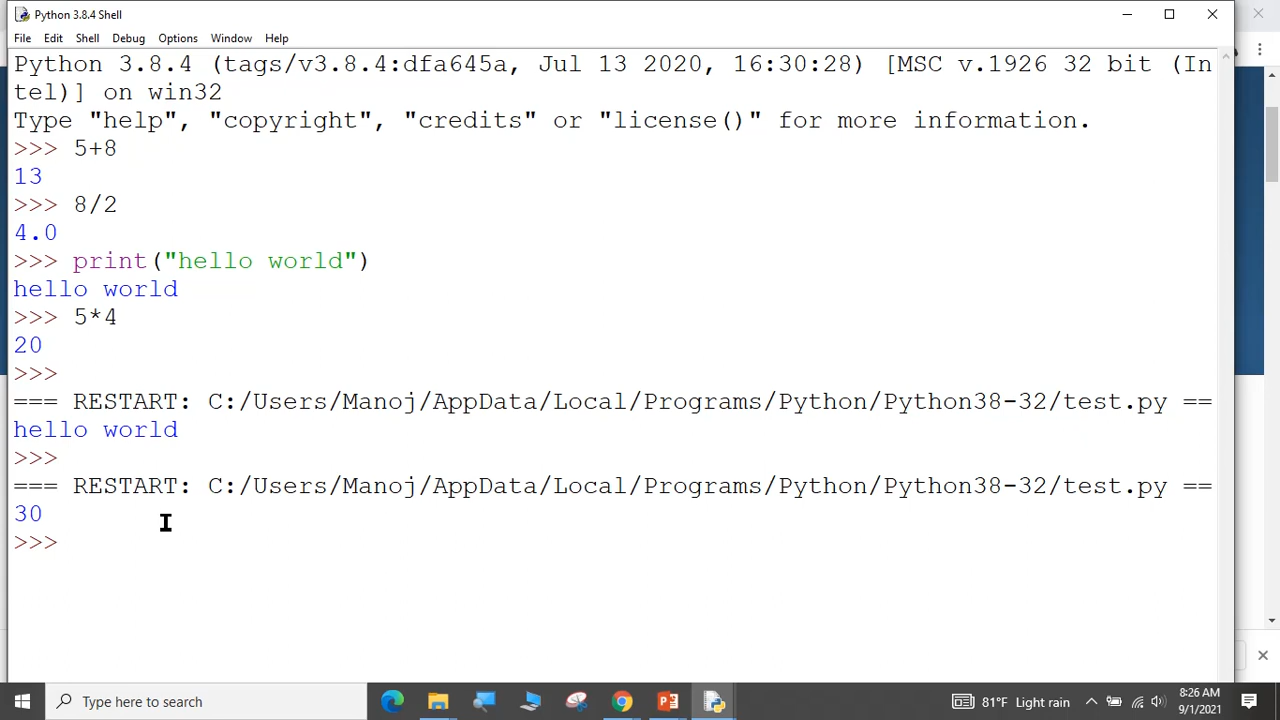 Python 3.8.4 Shell
File Edit Shell Debug Options Window Help
Python 3.8.4 (tags/v3.8.4:dfa645a, Jul 13 2020, 16:30:28) [MSC v.1926 32 bit (In
tel)] on win32
Type "help", "copyright", "credits" or "license()" for more information.
>>> 5+8
13
>>> 8/2
4.0
>>> print("hello world")
hello world
>>> 5*4
20
>>>
=== RESTART: C:/Users/Manoj/AppData/Local/Programs/Python/Python38-32/test.py ==
hello world
>>>
=== RESTART: C:/Users/Manoj/AppData/Local/Programs/Python/Python38-32/test.py ==
30
>>>
Type here to search
81°F Light rain
8:26 AM
9/1/2021